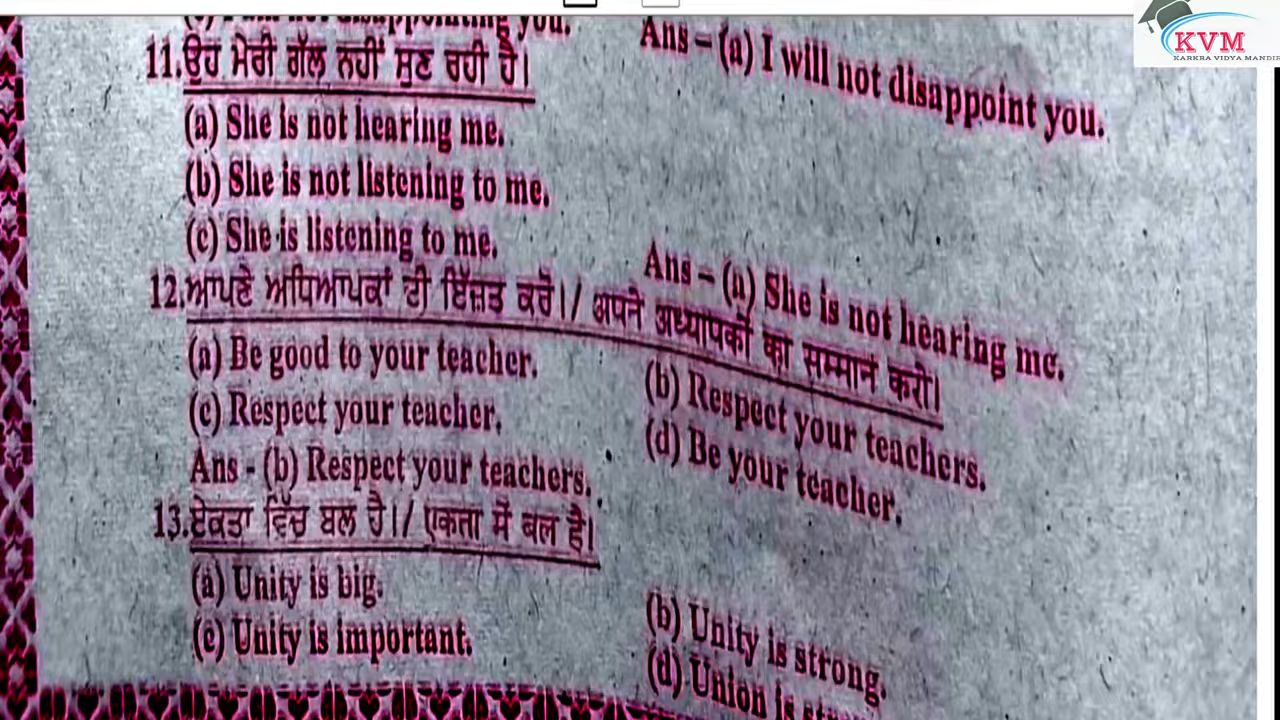 disappointing you.
Ans – (a) I will not disappoint you.
KVM
KARKRA VIDYA MANDIR
11.ਉਹ ਮੇਰੀ ਗੱਲ ਨਹੀਂ ਸੁਣ ਰਹੀ ਹੈ।
(a) She is not hearing me.
(b) She is not listening to me.
(c) She is listening to me.
Ans – (a) She is not hearing me.
12.ਆਪਣੇ ਅਧਿਆਪਕਾਂ ਦੀ ਇੱਜ਼ਤ ਕਰੋ।/ अपने अध्यापकों का सम्मान करो।
(a) Be good to your teacher.
(b) Respect your teachers.
(c) Respect your teacher.
(d) Be your teacher.
Ans - (b) Respect your teachers.
13.ਏਕਤਾ ਵਿੱਚ ਬਲ ਹੈ।/ एकता में बल है।
(a) Unity is big.
(b) Unity is strong.
(c) Unity is important.
(d) Union is